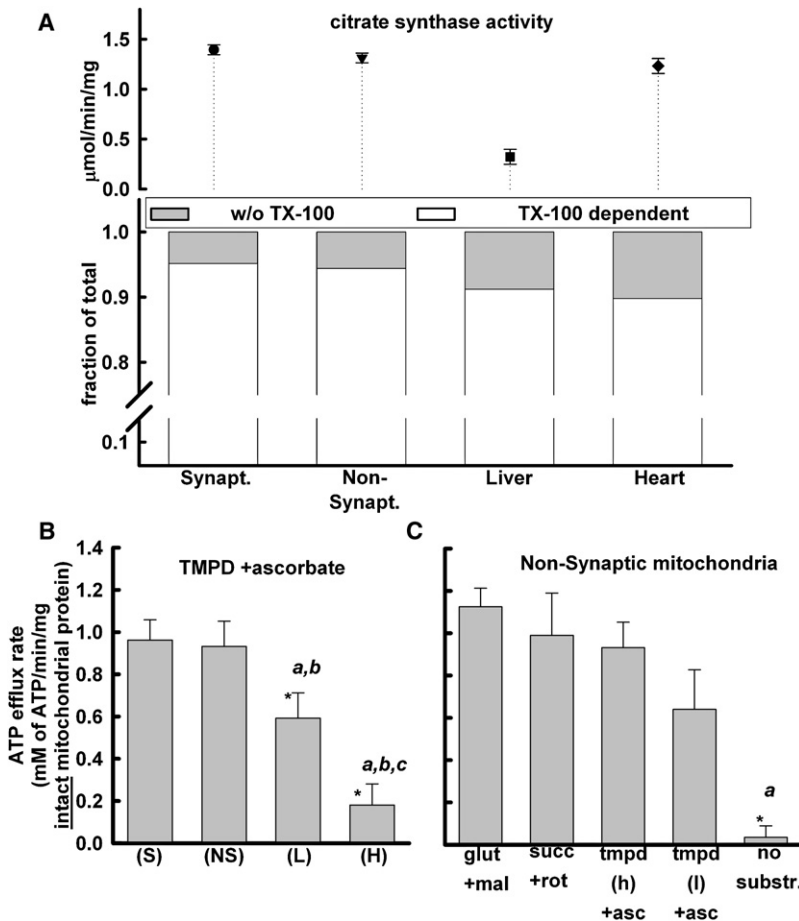 A
citrate synthase activity
μmol/min/mg
1.5
1.0
0.5
0.0
w/o TX-100
TX-100 dependent
fraction of total
1.0
0.9
0.8
0.1
Synapt.
Non-
Synapt.
Liver
Heart
B
TMPD +ascorbate
ATP efflux rate
(mM of ATP/min/mg
intact mitochondrial protein)
1.4
1.2
1.0
0.8
0.6
0.4
0.2
0.0
a,b
*
a,b,c
*
(S)
(NS)
(L)
(H)
C
Non-Synaptic mitochondria
a
*
glut
+mal
succ
+rot
tmpd
(h)
+asc
tmpd
(l)
+asc
no
substr.